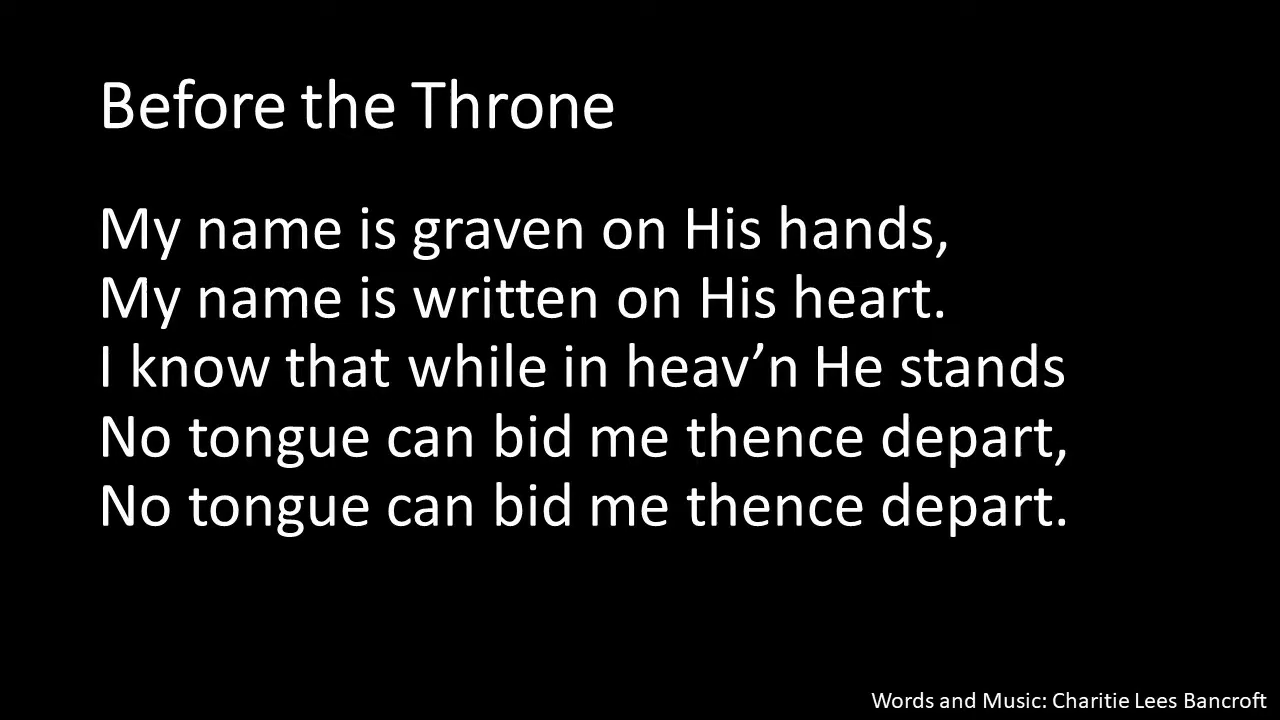 Before the Throne
My name is graven on His hands,
My name is written on His heart.
I know that while in heav’n He stands
No tongue can bid me thence depart,
No tongue can bid me thence depart.
Words and Music: Charitie Lees Bancroft